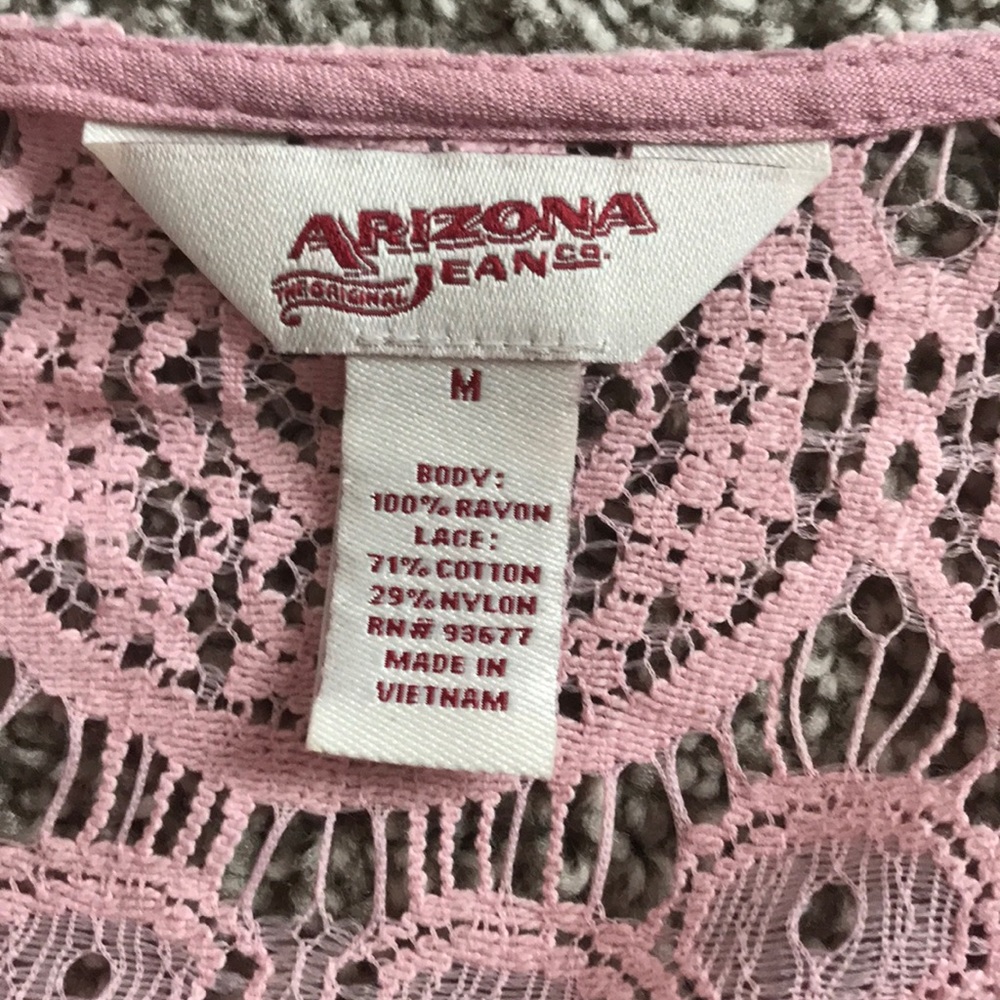 ARIZONA
THE ORIGINAL JEAN CO.
M
BODY:
100% RAYON
LACE:
71% COTTON
29% NYLON
RN# 93677
MADE IN
VIETNAM